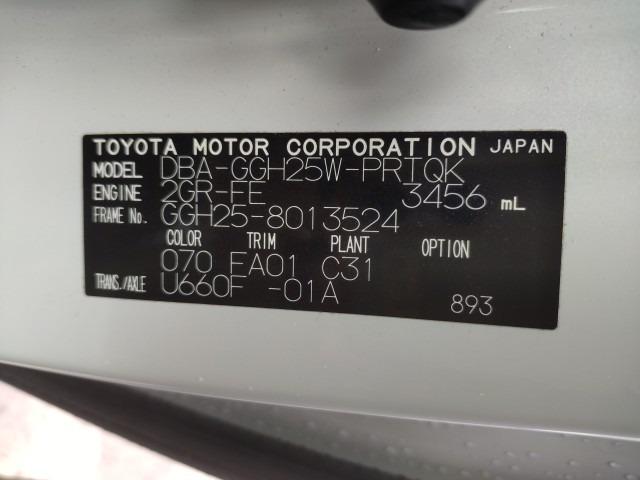 TOYOTA MOTOR CORPORATION JAPAN
MODEL DBA-GGH25W-PRTQK
ENGINE 2GR-FE 3456 mL
FRAME No. GGH25-8013524
COLOR TRIM PLANT OPTION
070 FA01 C31
TRANS./AXLE U660F -01A
893